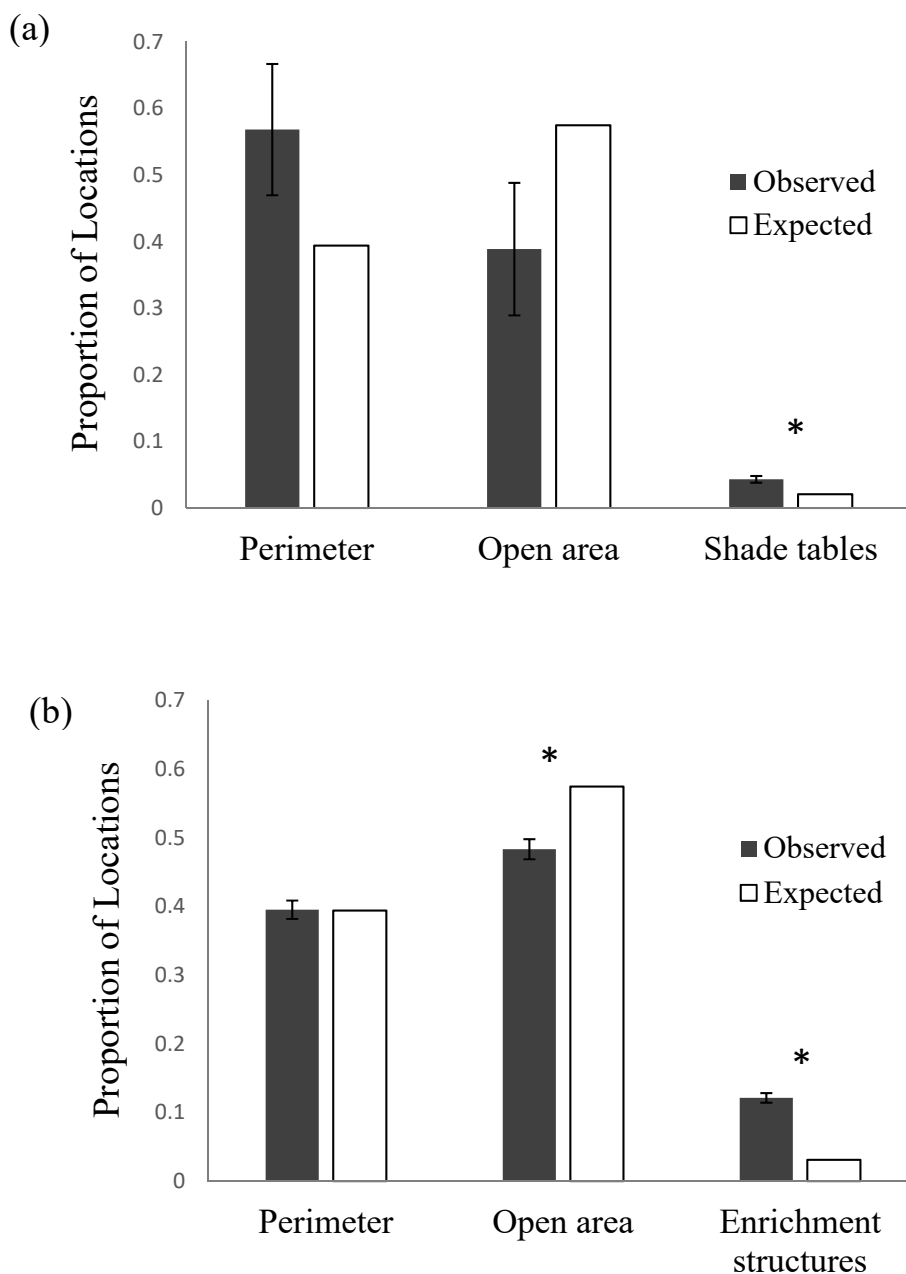 (a)
Proportion of Locations
0.7
0.6
0.5
0.4
0.3
0.2
0.1
0
Observed
Expected
*
Perimeter
Open area
Shade tables
(b)
Proportion of Locations
0.7
0.6
0.5
0.4
0.3
0.2
0.1
0
*
Observed
Expected
*
Perimeter
Open area
Enrichment
structures